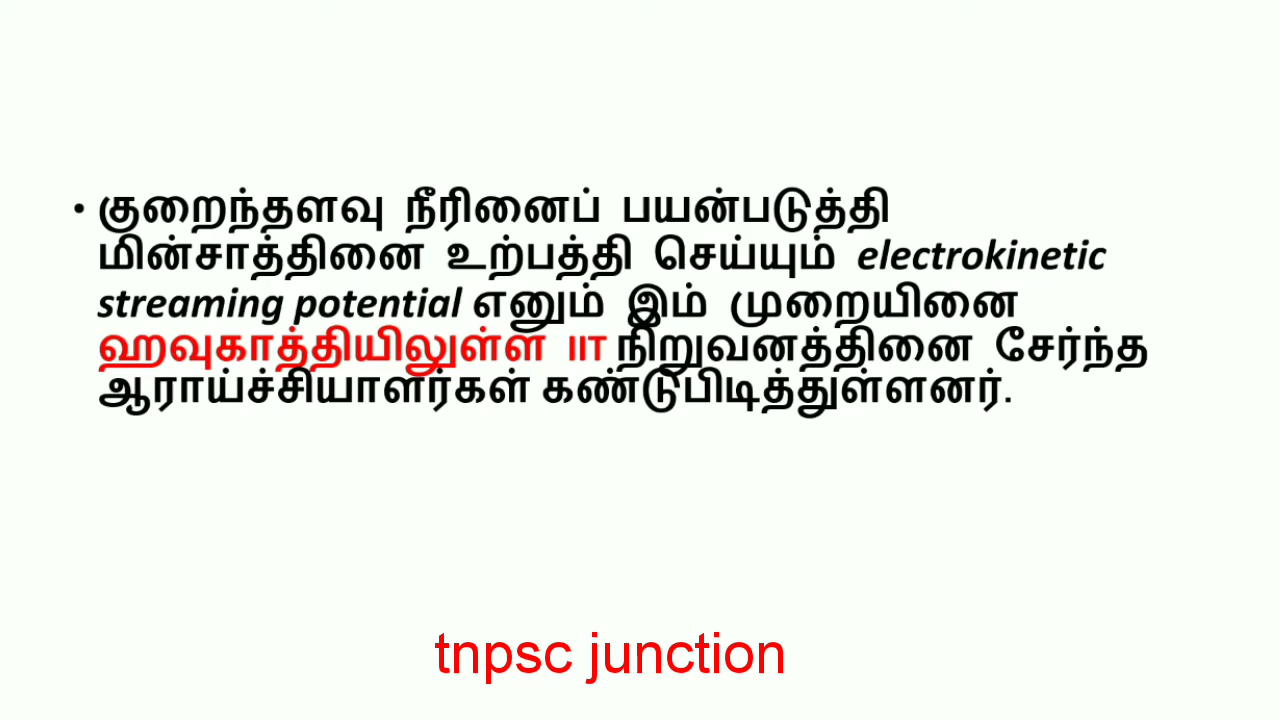 • குறைந்தளவு நீரினைப் பயன்படுத்தி
மின்சாத்தினை உற்பத்தி செய்யும் electrokinetic
streaming potential எனும் இம் முறையினை
ஹவுகாத்தியிலுள்ள IIT நிறுவனத்தினை சேர்ந்த
ஆராய்ச்சியாளர்கள் கண்டுபிடித்துள்ளனர்.
tnpsc junction